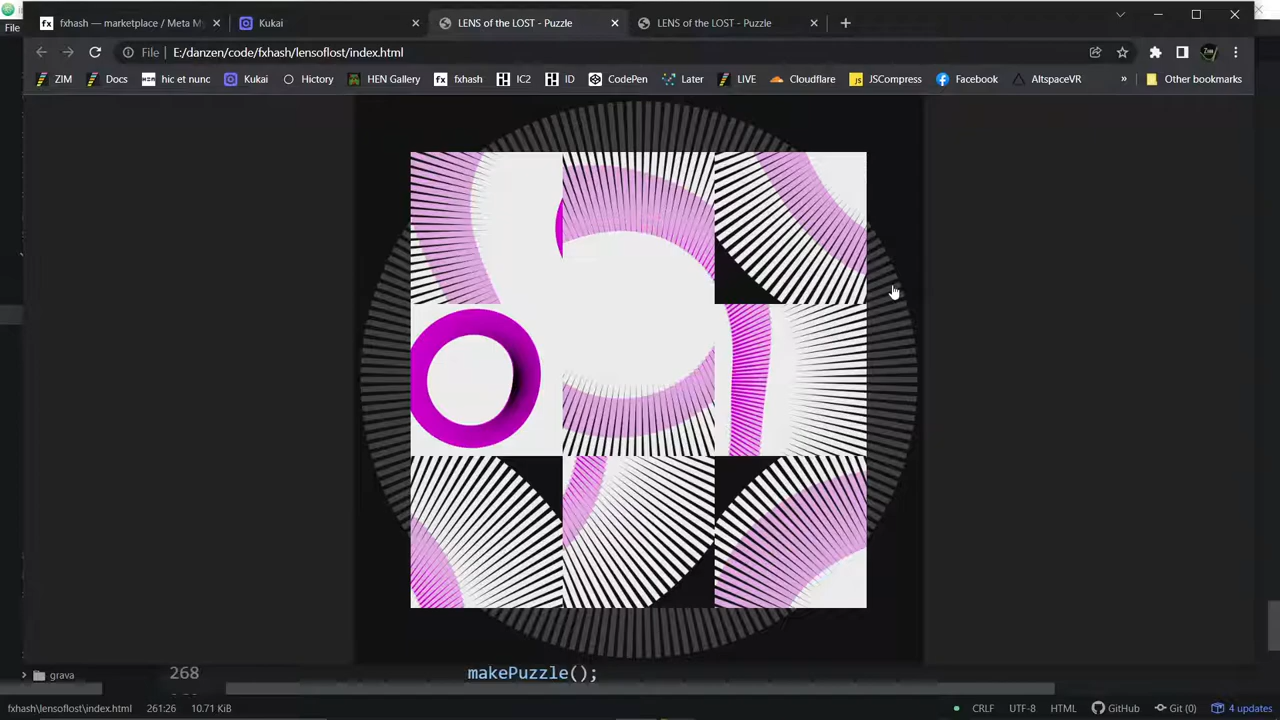 fxhash — marketplace / Meta My
Kukai
LENS of the LOST - Puzzle
LENS of the LOST - Puzzle
File
File
E:/danzen/code/fxhash/lensoflost/index.html
ZIM
Docs
hic et nunc
Kukai
Hictory
HEN Gallery
fxhash
IC2
ID
CodePen
Later
LIVE
Cloudflare
JSCompress
Facebook
AltspaceVR
»
Other bookmarks
grava
268
makePuzzle();
fxhash\lensoflost\index.html
261:26
10.71 KiB
CRLF
UTF-8
HTML
GitHub
Git (0)
4 updates